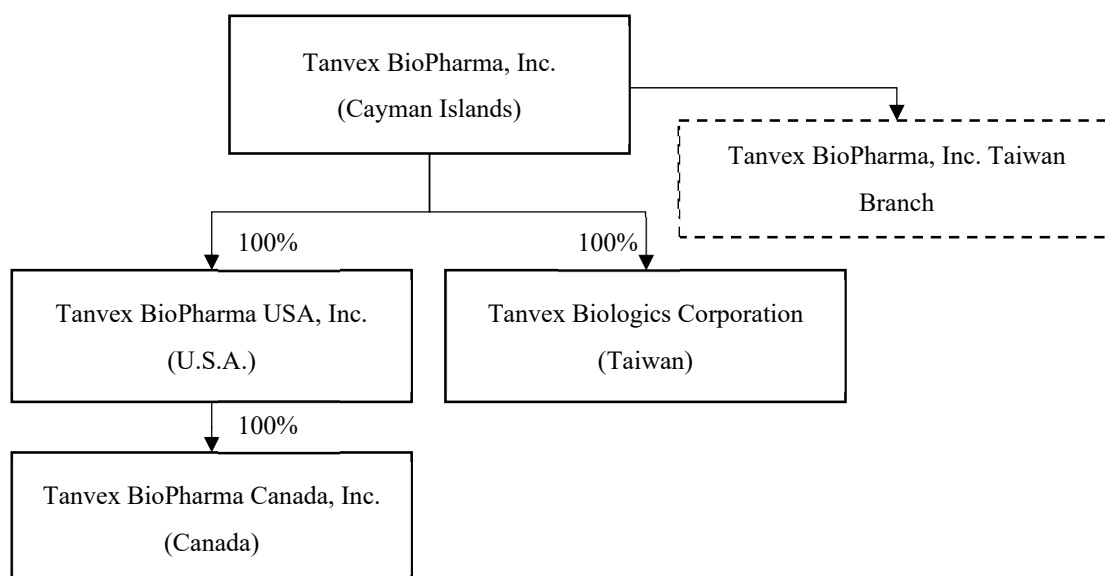 Tanvex BioPharma, Inc.
(Cayman Islands)
Tanvex BioPharma, Inc. Taiwan
Branch
100%
100%
Tanvex BioPharma USA, Inc.
(U.S.A.)
Tanvex Biologics Corporation
(Taiwan)
100%
Tanvex BioPharma Canada, Inc.
(Canada)